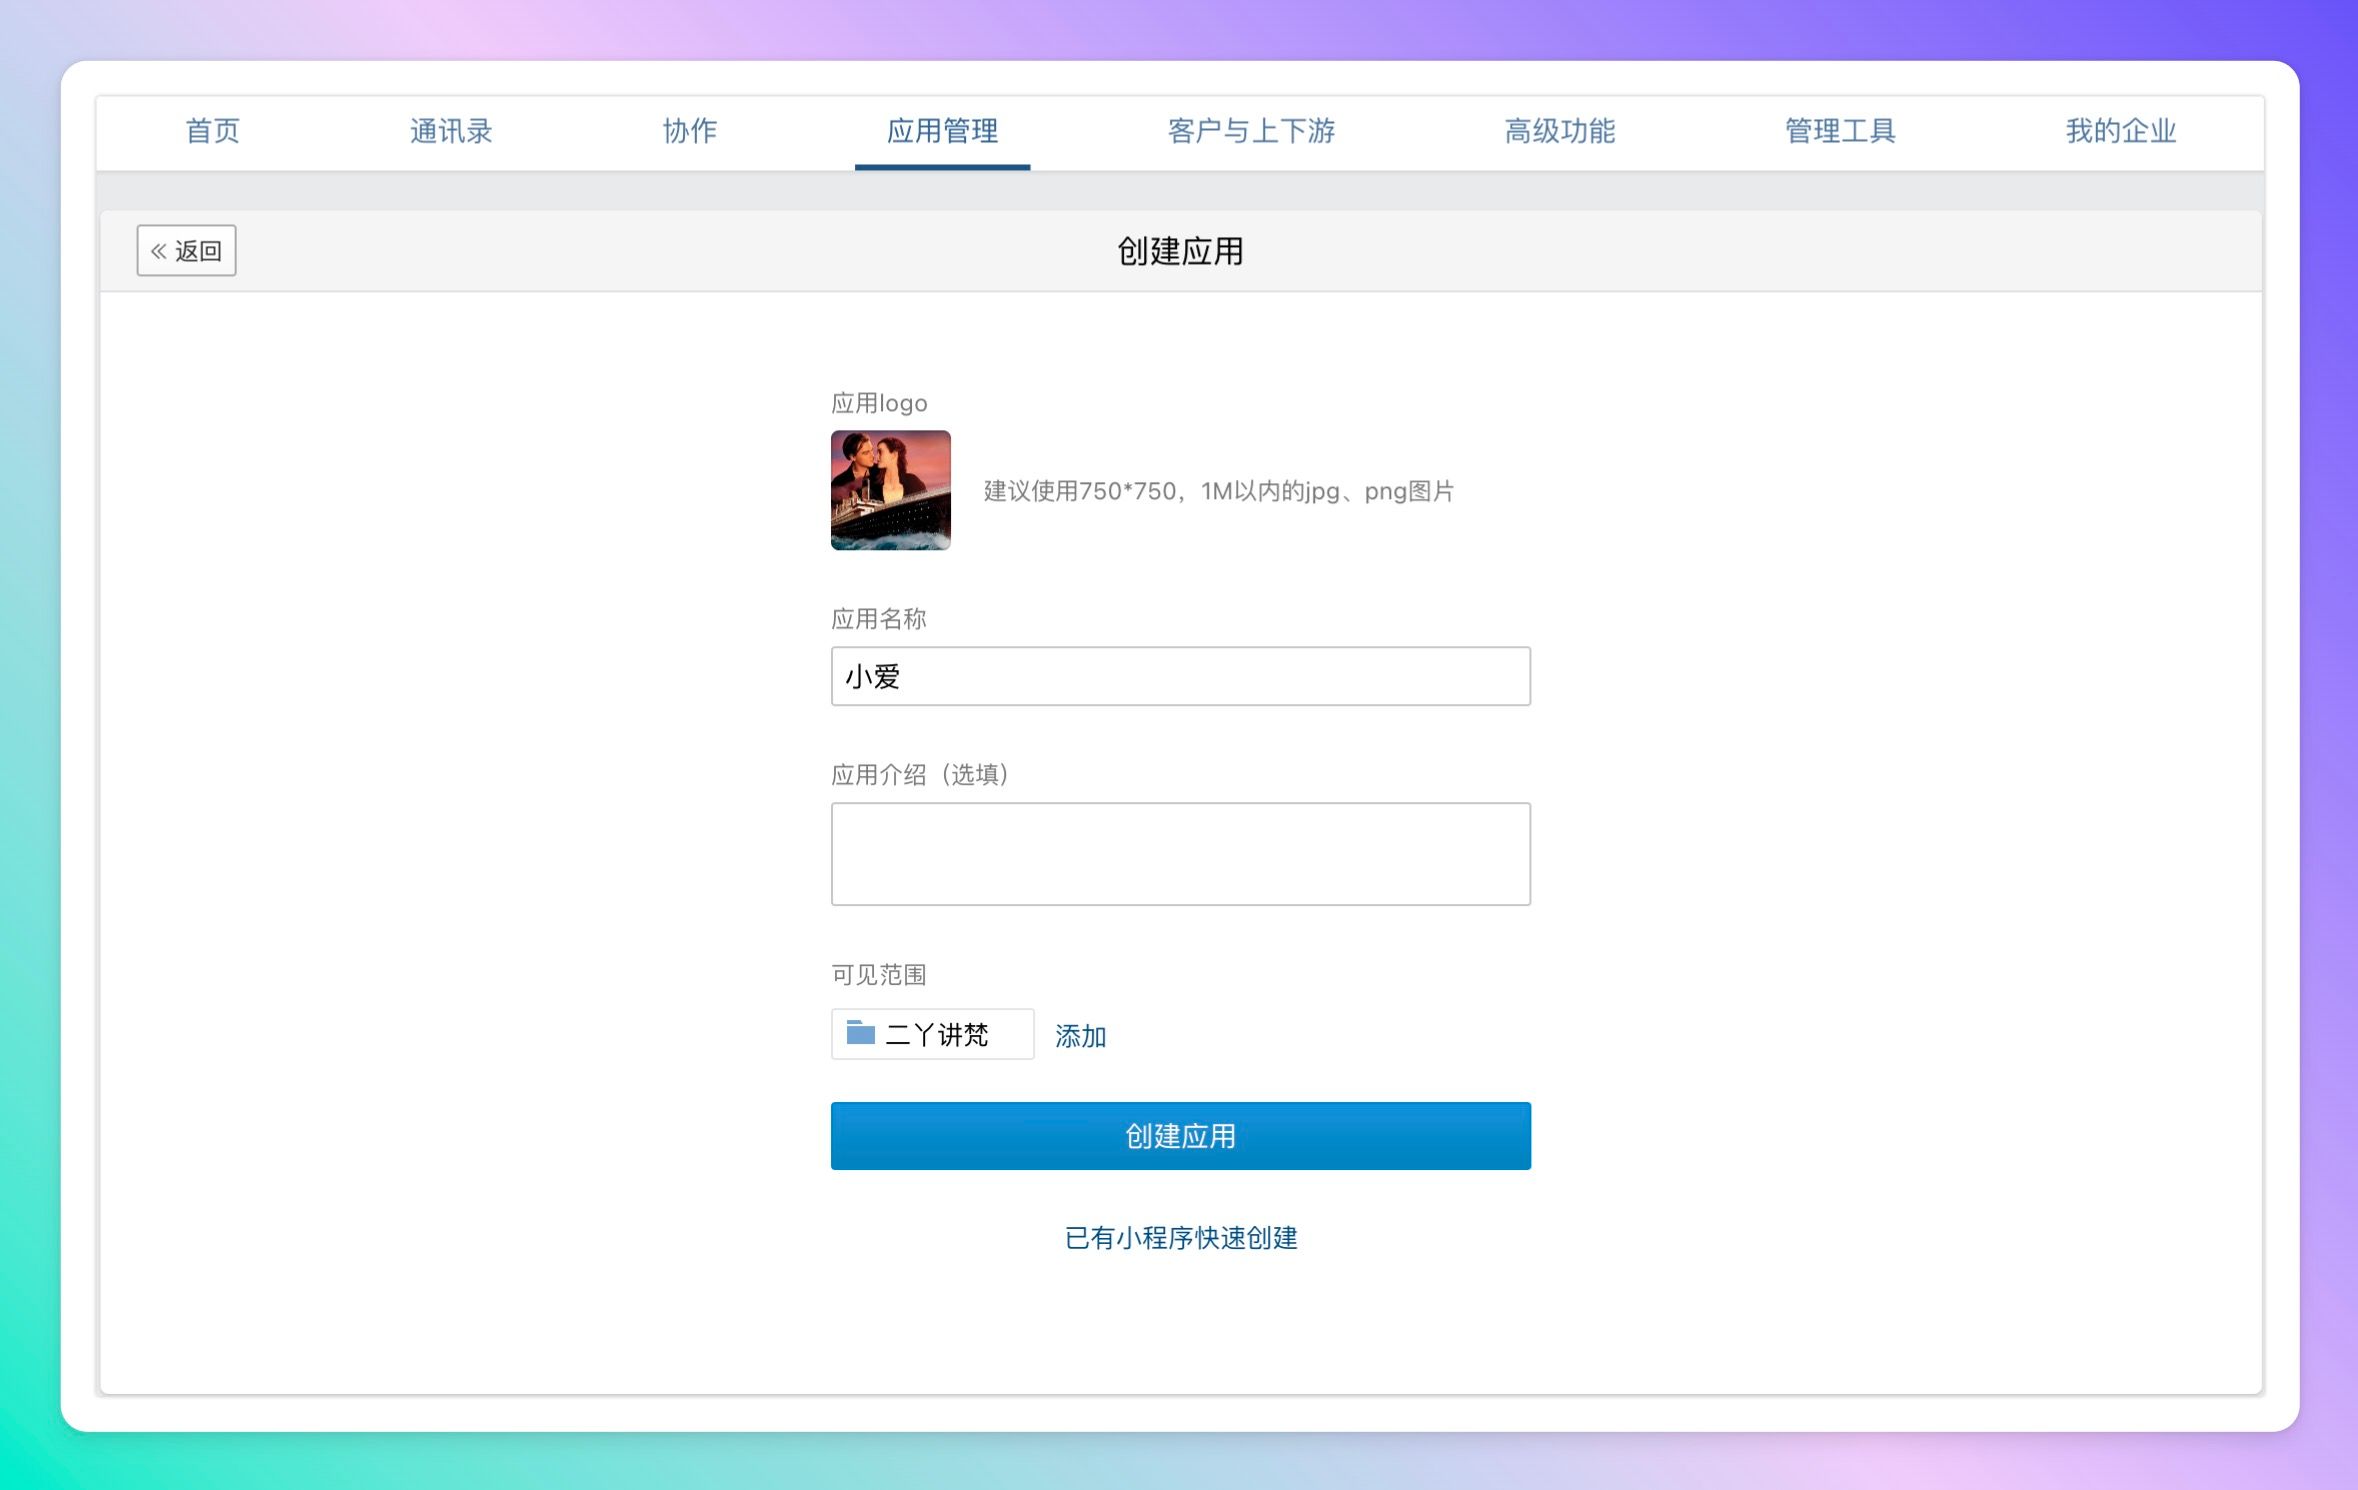 首页 通讯录 协作 应用管理 客户与上下游 高级功能 管理工具 我的企业
« 返回 创建应用
应用logo
建议使用750*750，1M以内的jpg、png图片
应用名称
小爱
应用介绍（选填）
可见范围
二丫讲梵 添加
创建应用
已有小程序快速创建